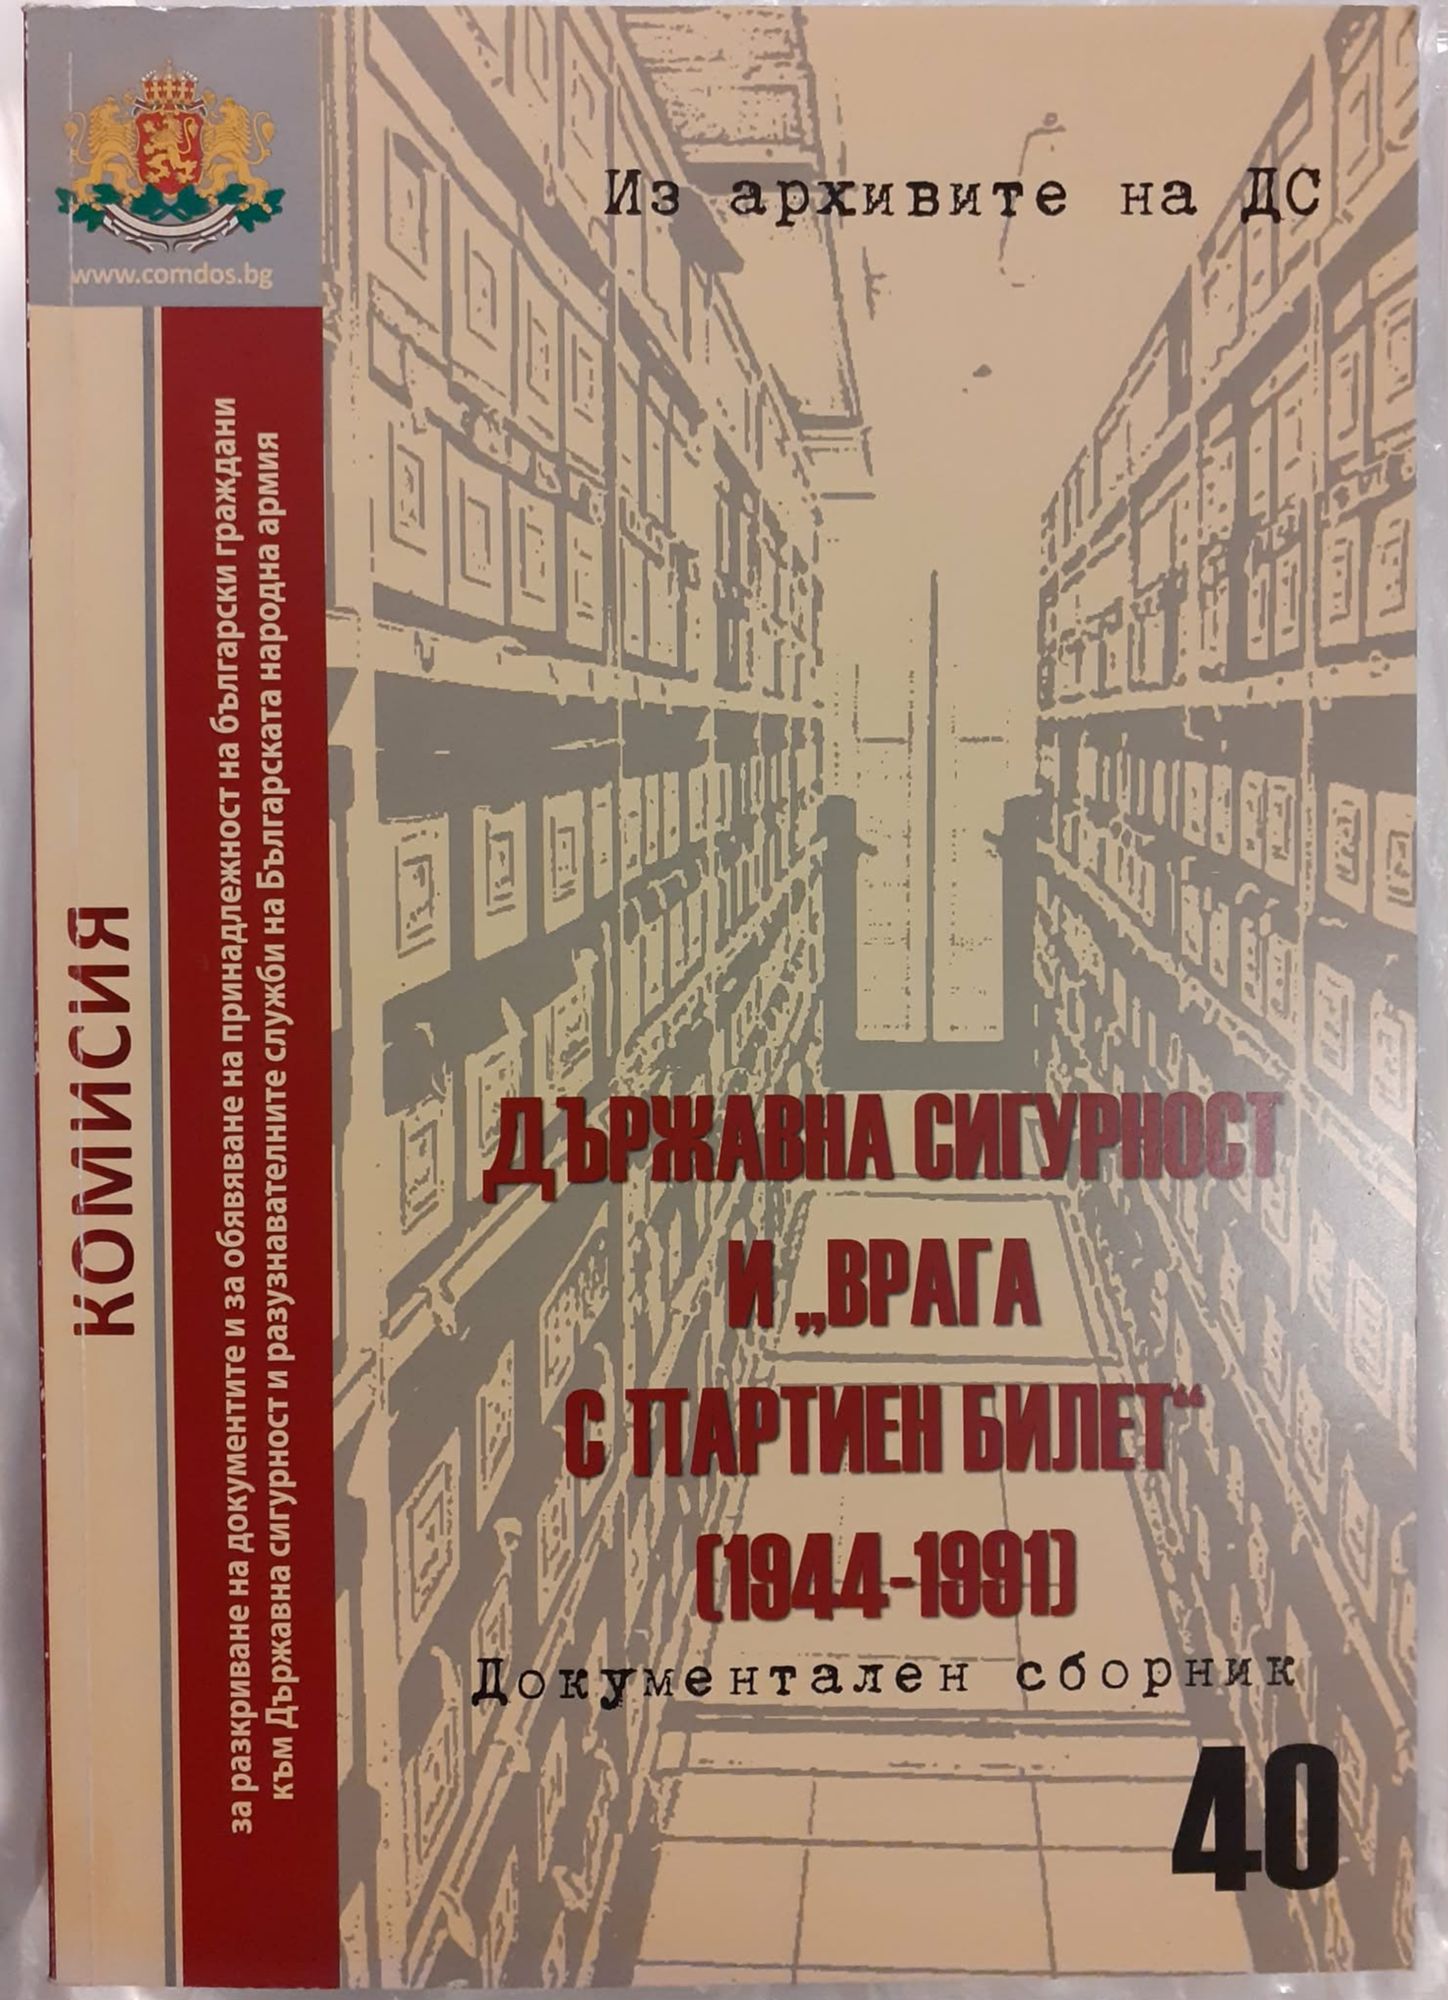 www.comdos.bg
Из архивите на ДС
КОМИСИЯ
за разкриване на документите и за обявяване на принадлежност на български граждани
към Държавна сигурност и разузнавателните служби на Българската народна армия
ДЪРЖАВНА СИГУРНОСТ
И „ВРАГА
С ПАРТИЕН БИЛЕТ“
(1944-1991)
Документален сборник
40